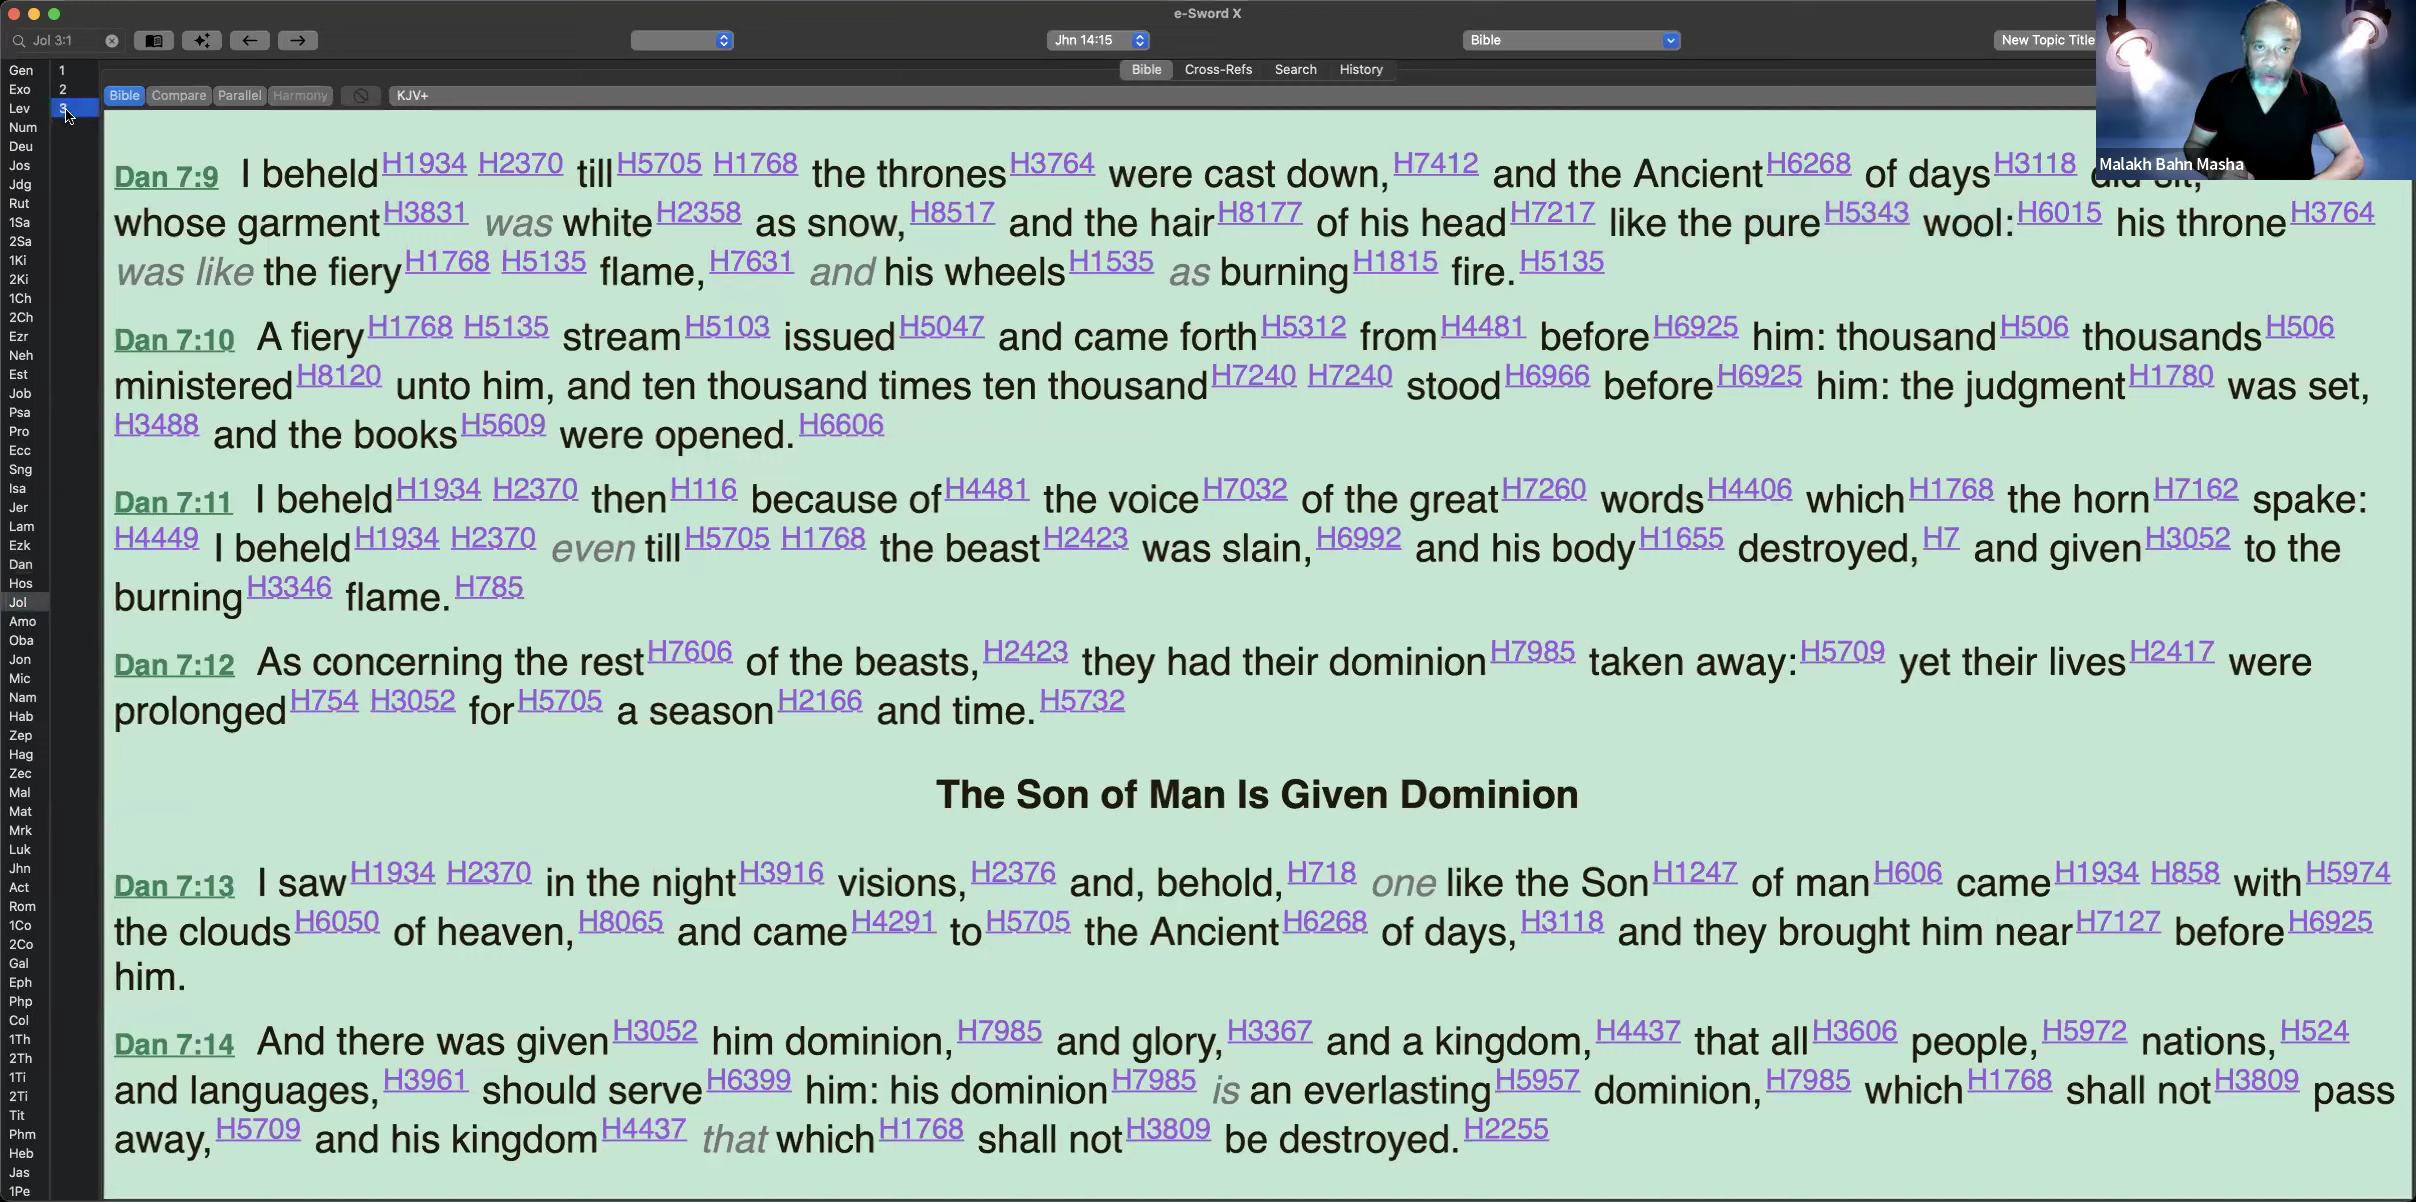 e-Sword X
Jol 3:1
Jhn 14:15
Bible
New Topic Title
Bible Cross-Refs Search History
Bible Compare Parallel Harmony KJV+
Gen
Exo
Lev
Num
Deu
Jos
Jdg
Rut
1Sa
2Sa
1Ki
2Ki
1Ch
2Ch
Ezr
Neh
Est
Job
Psa
Pro
Ecc
Sng
Isa
Jer
Lam
Ezk
Dan
Hos
Jol
Amo
Oba
Jon
Mic
Nam
Hab
Zep
Hag
Zec
Mal
Mat
Mrk
Luk
Jhn
Act
Rom
1Co
2Co
Gal
Eph
Php
Col
1Th
2Th
1Ti
2Ti
Tit
Phm
Heb
Jas
1Pe
1
2
3
Malakh Bahn Masha
Dan 7:9 I beheld H1934 H2370 till H5705 H1768 the thrones H3764 were cast down, H7412 and the Ancient H6268 of days H3118 did sit,
whose garment H3831 was white H2358 as snow, H8517 and the hair H8177 of his head H7217 like the pure H5343 wool: H6015 his throne H3764
was like the fiery H1768 H5135 flame, H7631 and his wheels H1535 as burning H1815 fire. H5135
Dan 7:10 A fiery H1768 H5135 stream H5103 issued H5047 and came forth H5312 from H4481 before H6925 him: thousand H506 thousands H506
ministered H8120 unto him, and ten thousand times ten thousand H7240 H7240 stood H6966 before H6925 him: the judgment H1780 was set,
H3488 and the books H5609 were opened. H6606
Dan 7:11 I beheld H1934 H2370 then H116 because of H4481 the voice H7032 of the great H7260 words H4406 which H1768 the horn H7162 spake:
H4449 I beheld H1934 H2370 even till H5705 H1768 the beast H2423 was slain, H6992 and his body H1655 destroyed, H7 and given H3052 to the
burning H3346 flame. H785
Dan 7:12 As concerning the rest H7606 of the beasts, H2423 they had their dominion H7985 taken away: H5709 yet their lives H2417 were
prolonged H754 H3052 for H5705 a season H2166 and time. H5732
The Son of Man Is Given Dominion
Dan 7:13 I saw H1934 H2370 in the night H3916 visions, H2376 and, behold, H718 one like the Son H1247 of man H606 came H1934 H858 with H5974
the clouds H6050 of heaven, H8065 and came H4291 to H5705 the Ancient H6268 of days, H3118 and they brought him near H7127 before H6925
him.
Dan 7:14 And there was given H3052 him dominion, H7985 and glory, H3367 and a kingdom, H4437 that all H3606 people, H5972 nations, H524
and languages, H3961 should serve H6399 him: his dominion H7985 is an everlasting H5957 dominion, H7985 which H1768 shall not H3809 pass
away, H5709 and his kingdom H4437 that which H1768 shall not H3809 be destroyed. H2255